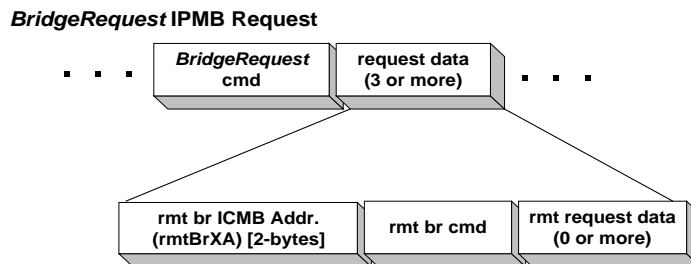 BridgeRequest IPMB Request
BridgeRequest
cmd
request data
(3 or more)
rmt br ICMB Addr.
(rmtBrXA) [2-bytes]
rmt br cmd
rmt request data
(0 or more)